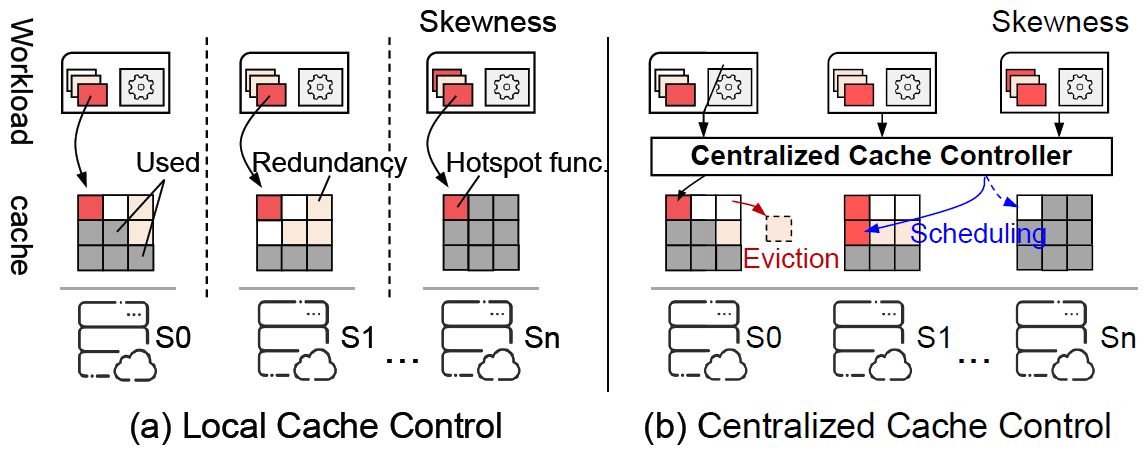 Skewness
Skewness
Workload
Centralized Cache Controller
Used
Redundancy
Hotspot func.
cache
Scheduling
Eviction
S0
S1
...
Sn
S0
S1
...
Sn
(a) Local Cache Control
(b) Centralized Cache Control